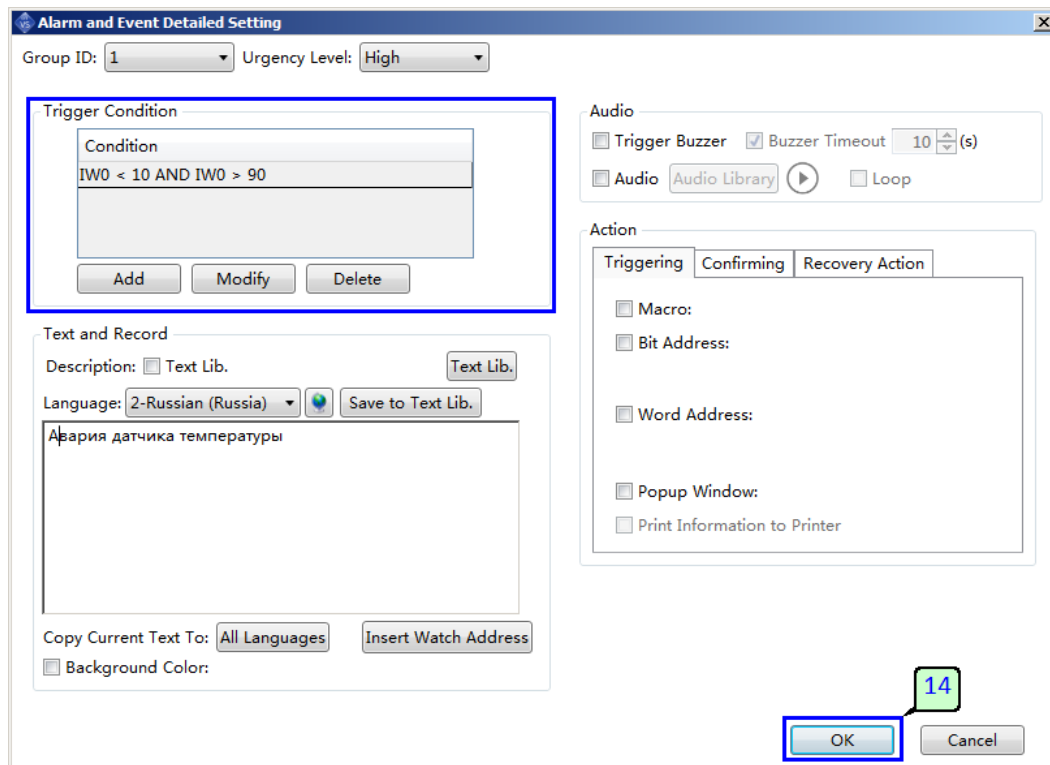 Alarm and Event Detailed Setting
Group ID: 1 Urgency Level: High
Trigger Condition
Condition
IW0 < 10 AND IW0 > 90
Add Modify Delete
Text and Record
Description: Text Lib. Text Lib.
Language: 2-Russian (Russia) Save to Text Lib.
Авария датчика температуры
Copy Current Text To: All Languages Insert Watch Address
Background Color:
Audio
Trigger Buzzer Buzzer Timeout 10 (s)
Audio Audio Library Loop
Action
Triggering Confirming Recovery Action
Macro:
Bit Address:
Word Address:
Popup Window:
Print Information to Printer
14
OK Cancel